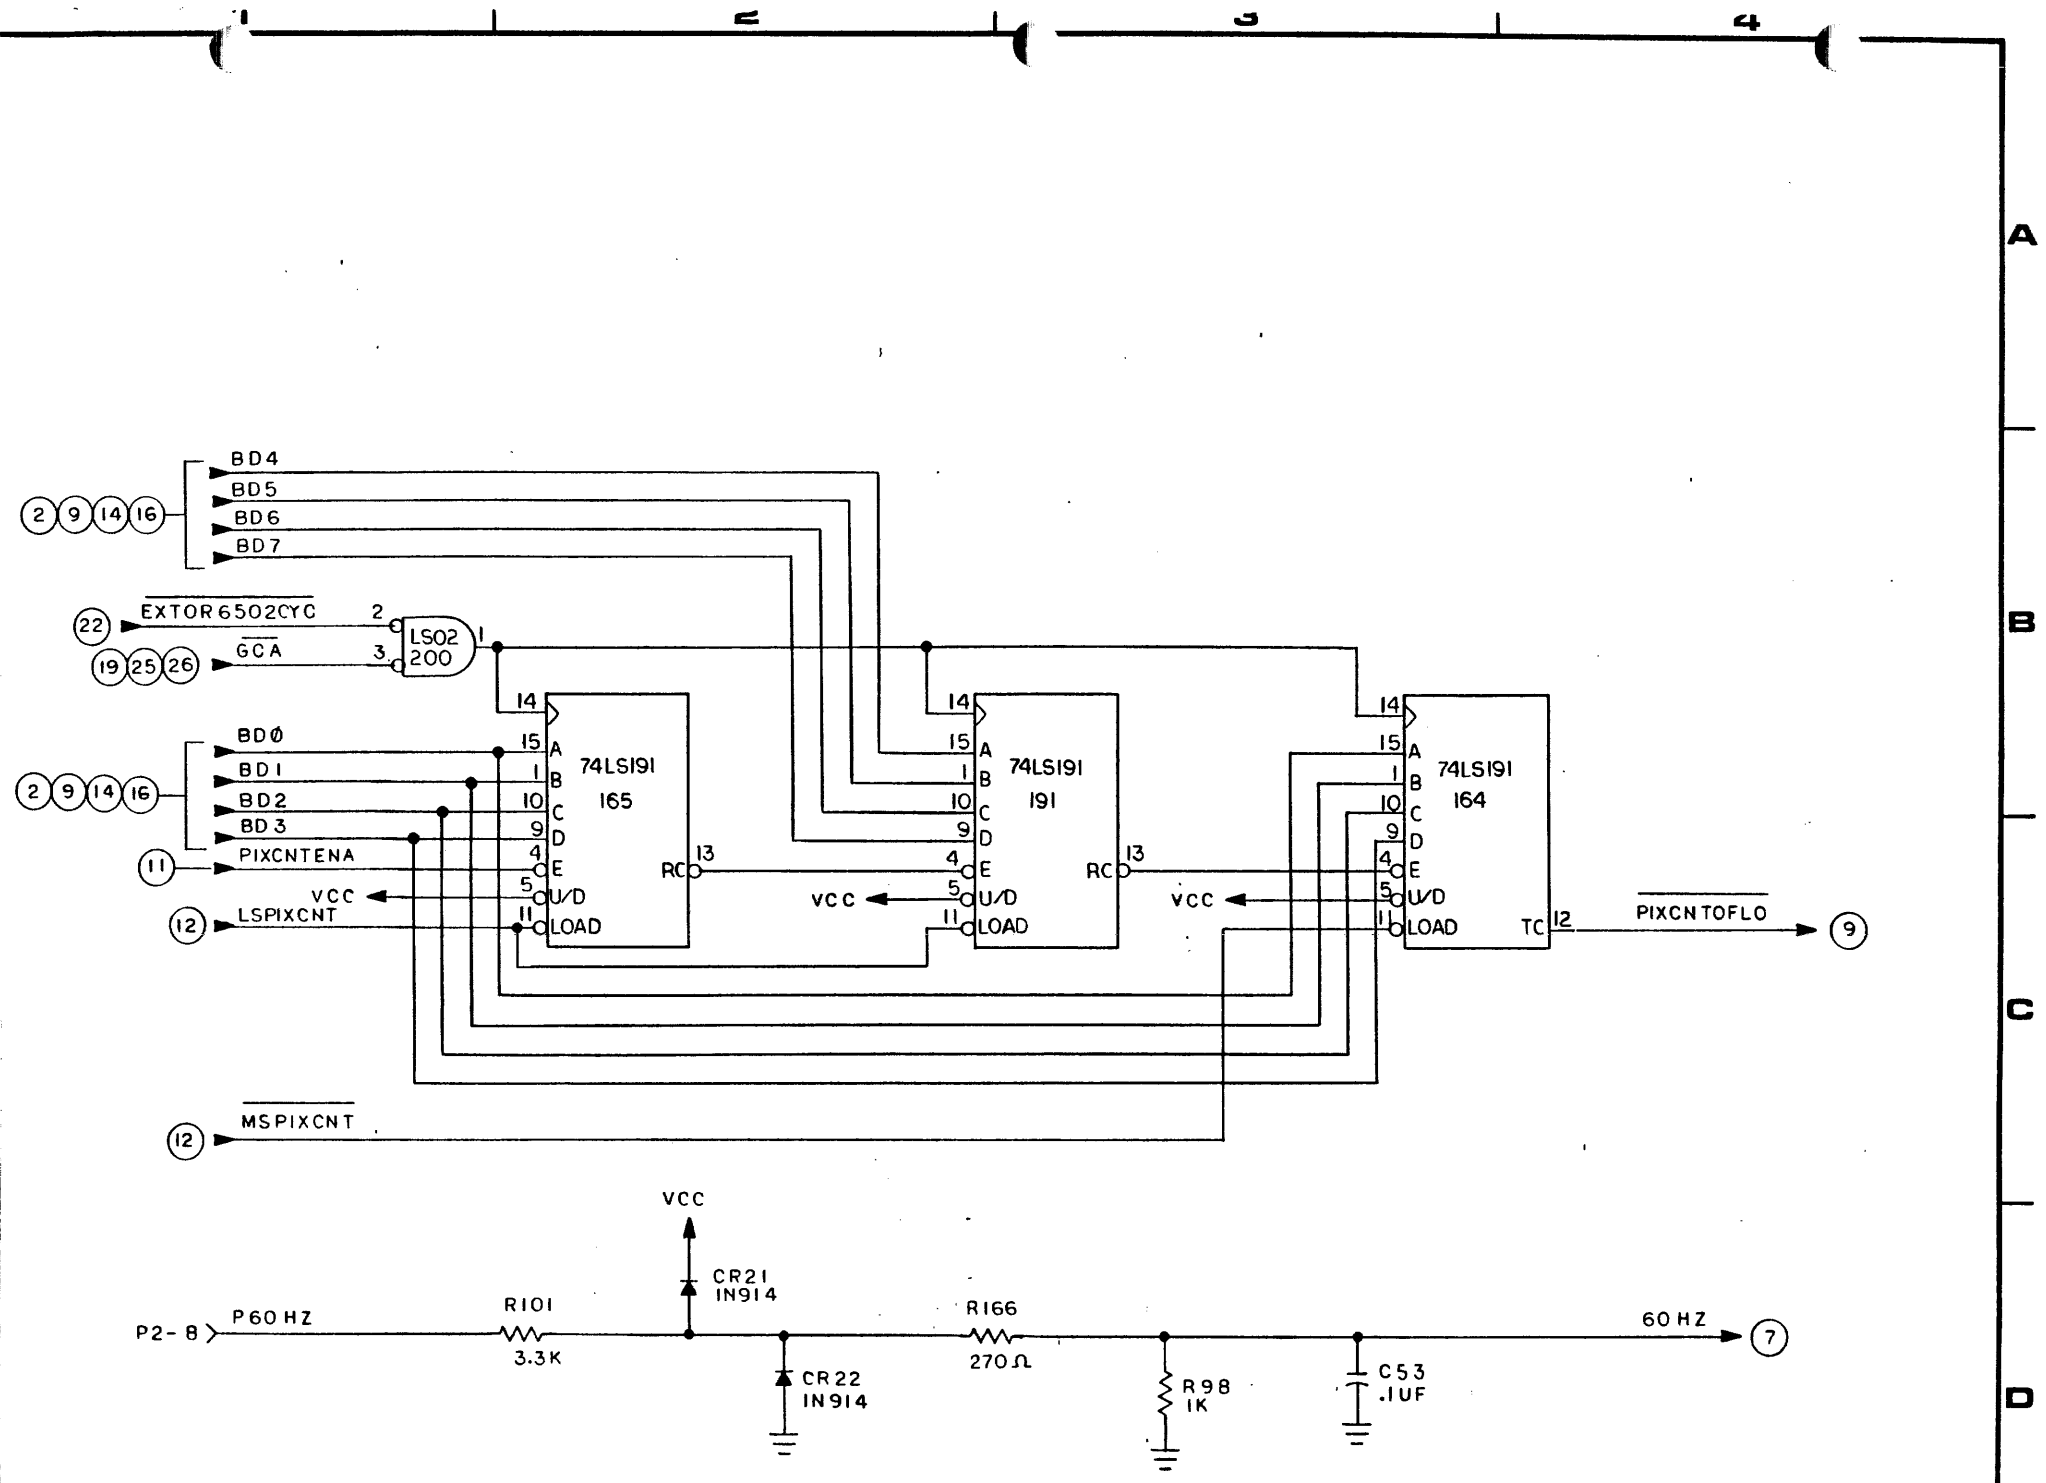 1 2 3 4
A
BD4
BD5
BD6
BD7
2 9 14 16
B
EXTOR6502CYC 2
22
LS02 1
200
GCA 3
19 25 26
14 14 14
BDØ 15 A
BD1 1 B
BD2 10 C
BD3 9 D
2 9 14 16
74LS191
165
15 A
1 B
10 C
9 D
74LS191
191
15 A
1 B
10 C
9 D
74LS191
164
11 PIXCNTENA 4 E RC 13 4 E RC 13 4 E
VCC 5 U/D VCC 5 U/D VCC 5 U/D
12 LSPIXCNT 11 LOAD 11 LOAD 11 LOAD TC 12 PIXCNTOFLO 9
C
12 MSPIXCNT
VCC
CR21
1N914
P2-8 P60HZ
R101
3.3K
CR22
1N914
R166
270Ω
R98
1K
C53
.1UF
60HZ 7
D